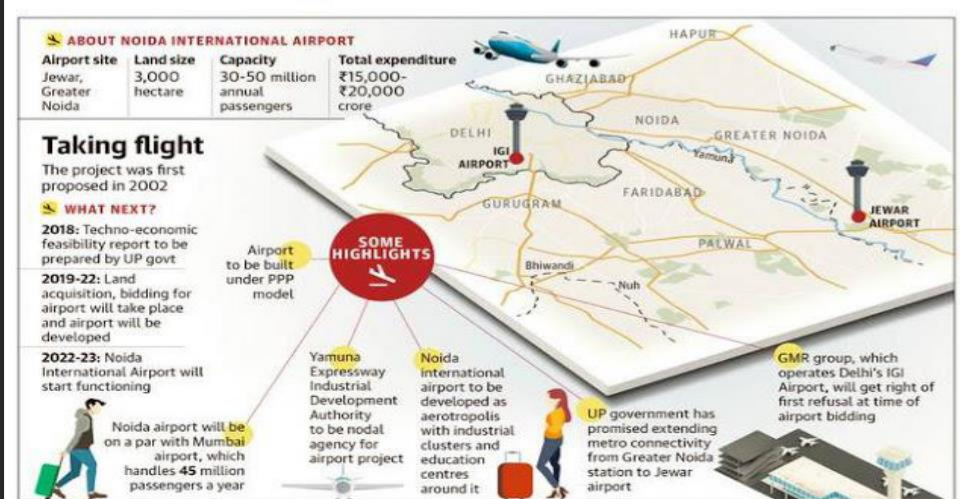 ABOUT NOIDA INTERNATIONAL AIRPORT
Airport site
Jewar,
Greater
Noida
Land size
3,000
hectare
Capacity
30-50 million
annual
passengers
Total expenditure
₹15,000-
₹20,000
crore
Taking flight
The project was first
proposed in 2002
WHAT NEXT?
2018: Techno-economic
feasibility report to be
prepared by UP govt
2019-22: Land
acquisition, bidding for
airport will take place
and airport will be
developed
2022-23: Noida
International Airport will
start functioning
HAPUR
GHAZIABAD
NOIDA
DELHI
GREATER NOIDA
IGI
AIRPORT
Yamuna
FARIDABAD
GURUGRAM
JEWAR
AIRPORT
PALWAL
Bhiwandi
Nuh
SOME
HIGHLIGHTS
Airport
to be built
under PPP
model
Noida airport will be
on a par with Mumbai
airport, which
handles 45 million
passengers a year
Yamuna
Expressway
Industrial
Development
Authority
to be nodal
agency for
airport project
Noida
international
airport to be
developed as
aerotropolis
with industrial
clusters and
education
centres
around it
UP government has
promised extending
metro connectivity
from Greater Noida
station to Jewar
airport
GMR group, which
operates Delhi's IGI
Airport, will get right of
first refusal at time of
airport bidding